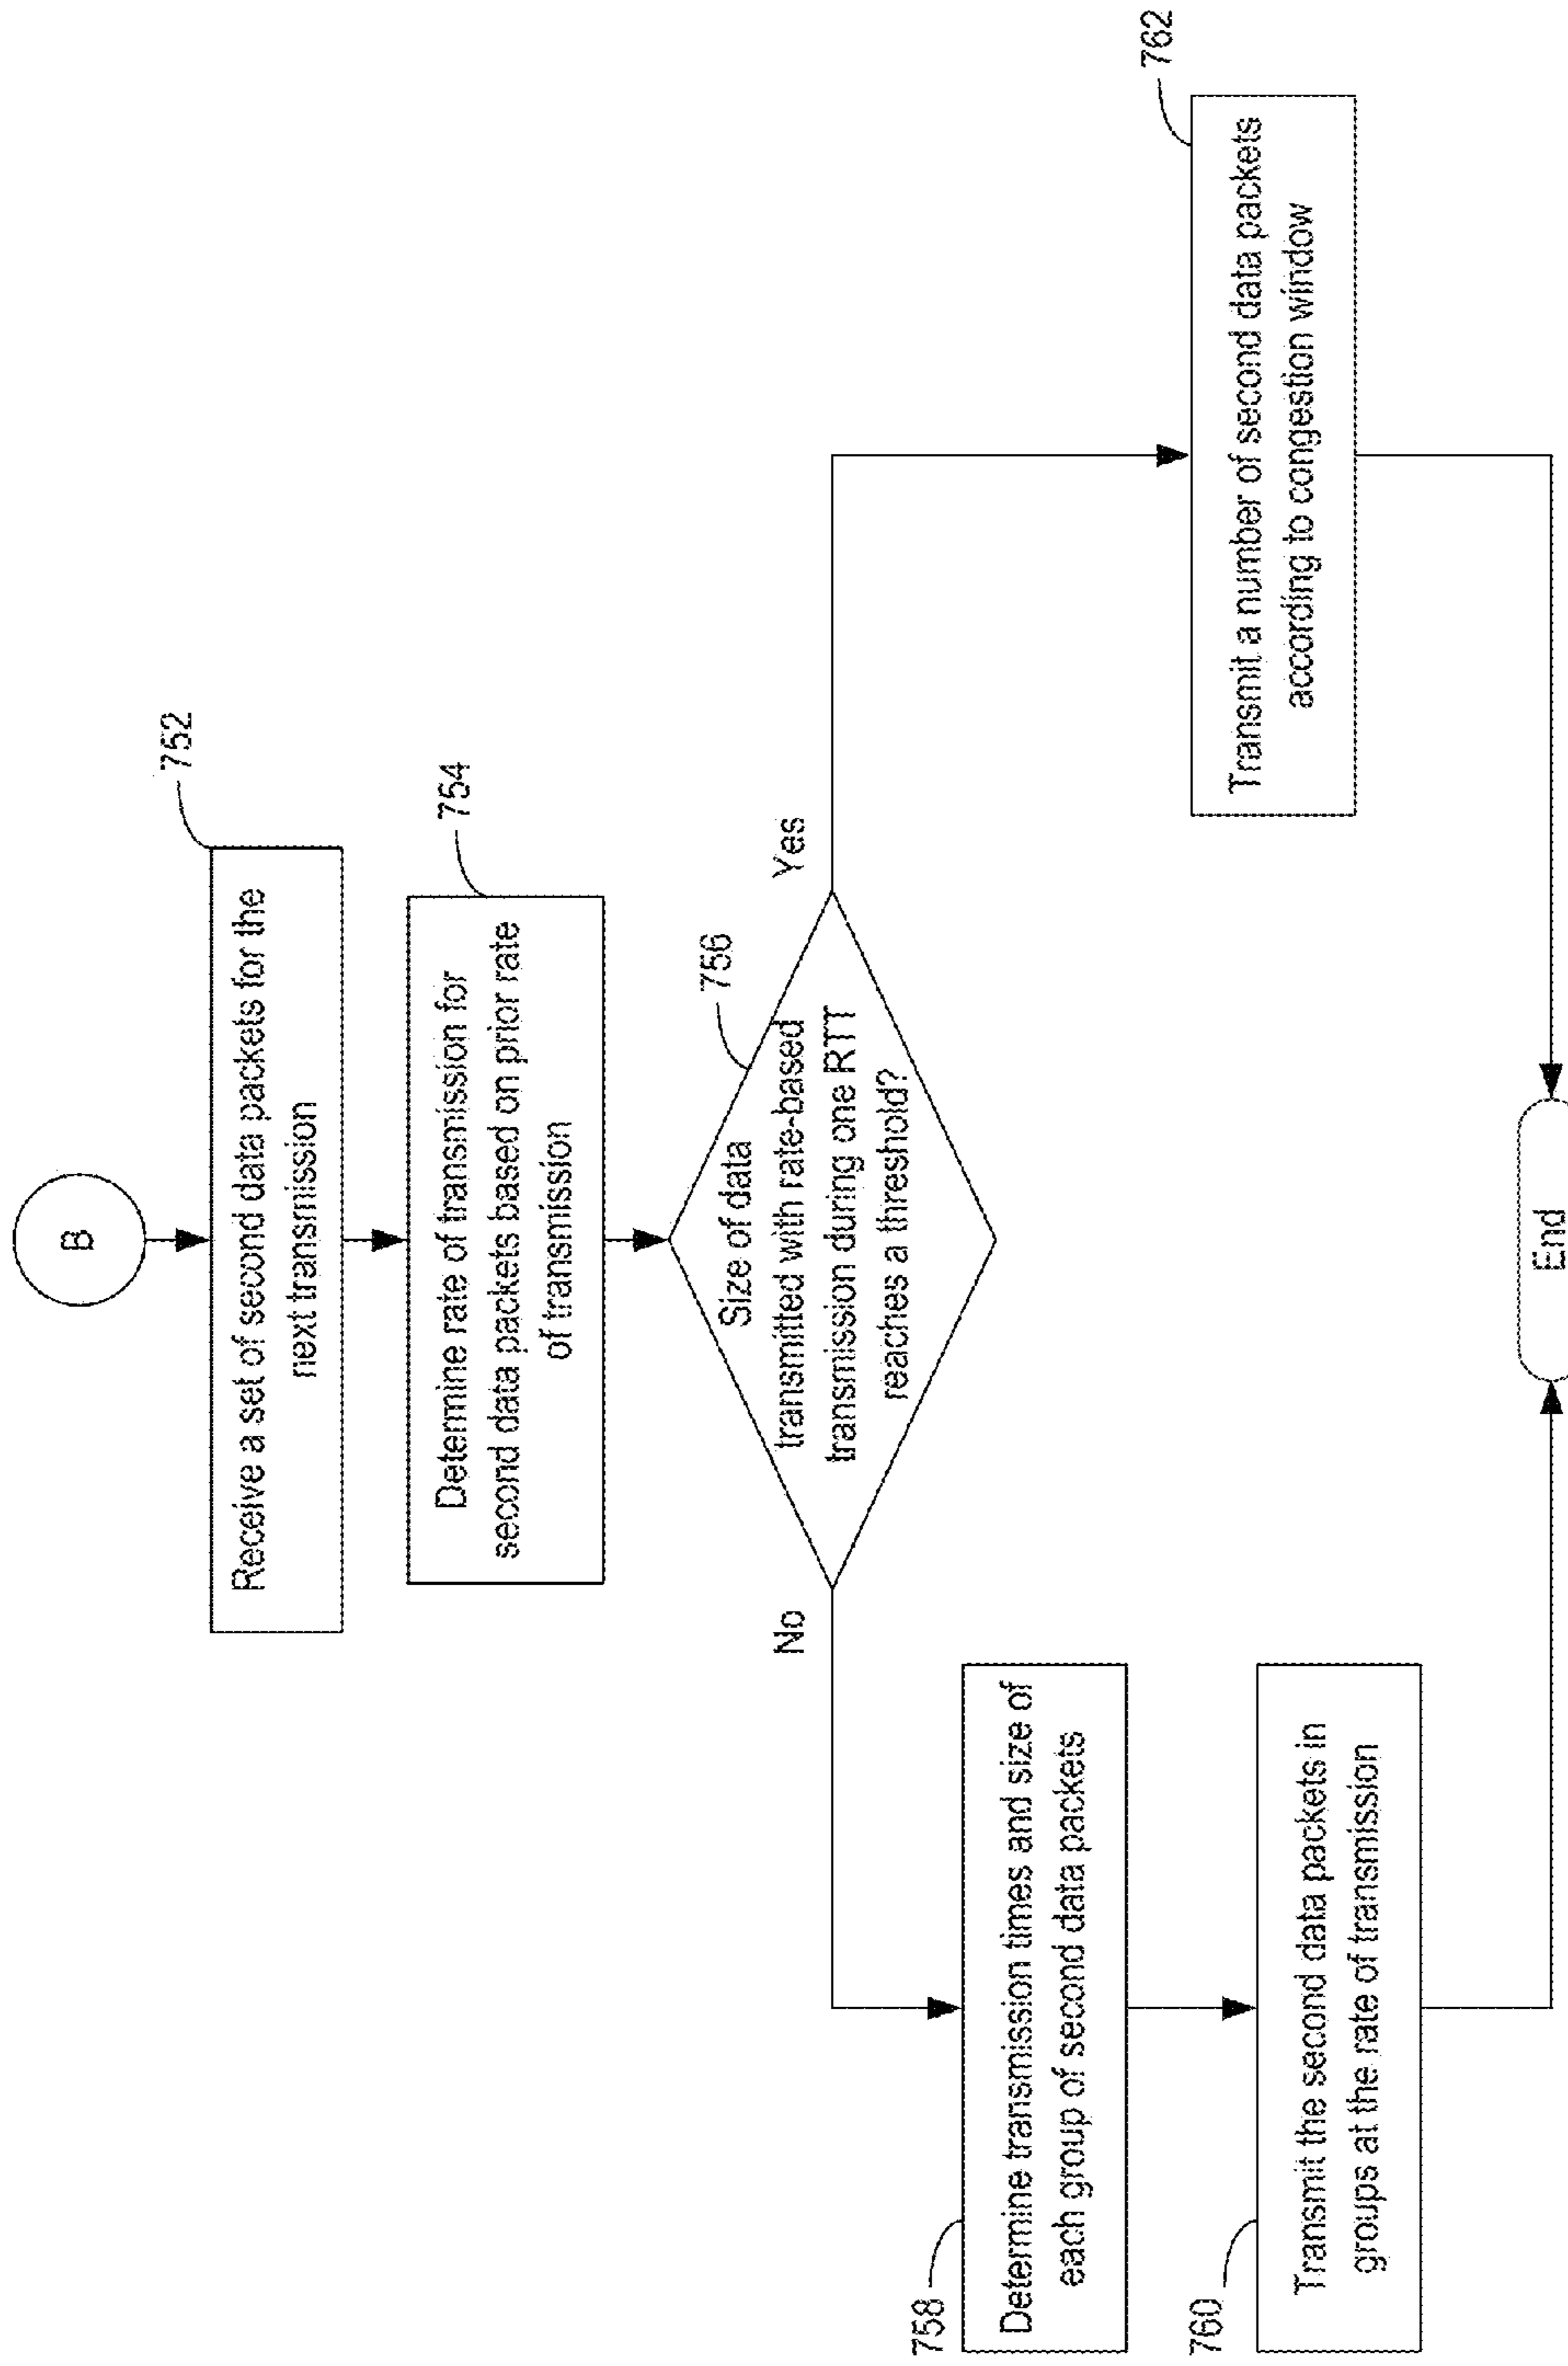 B
752
Receive a set of second data packets for the
next transmission
754
Determine rate of transmission for
second data packets based on prior rate
of transmission
756
Size of data
transmitted with rate-based
transmission during one RTT
reaches a threshold?
No
Yes
758
Determine transmission times and size of
each group of second data packets
760
Transmit the second data packets in
groups at the rate of transmission
762
Transmit a number of second data packets
according to congestion window
End